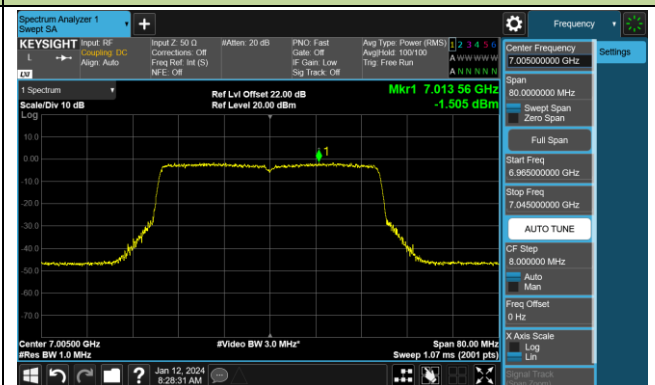 Spectrum Analyzer 1
Swept SA
Frequency
KEYSIGHT
Input: RF
Coupling: DC
Align: Auto
Input Z: 50 Ω
Corrections: Off
Freq Ref: Int (S)
NFE: Off
#Atten: 20 dB
PNO: Fast
Gate: Off
IF Gain: Low
Sig Track: Off
Avg Type: Power (RMS)
Avg|Hold: 100/100
Trig: Free Run
1 2 3 4 5 6
A W W W W W
A N N N N N
L
LXI
1 Spectrum
Scale/Div 10 dB
Log
Ref Lvl Offset 22.00 dB
Ref Level 20.00 dBm
Mkr1 7.013 56 GHz
-1.505 dBm
1
10.0
0.00
-10.0
-20.0
-30.0
-40.0
-50.0
-60.0
-70.0
Center 7.00500 GHz
#Res BW 1.0 MHz
#Video BW 3.0 MHz*
Span 80.00 MHz
Sweep 1.07 ms (2001 pts)
Jan 12, 2024
8:28:31 AM
Center Frequency
7.005000000 GHz
Settings
Span
80.0000000 MHz
Swept Span
Zero Span
Full Span
Start Freq
6.965000000 GHz
Stop Freq
7.045000000 GHz
AUTO TUNE
CF Step
8.000000 MHz
Auto
Man
Freq Offset
0 Hz
X Axis Scale
Log
Lin
Signal Track